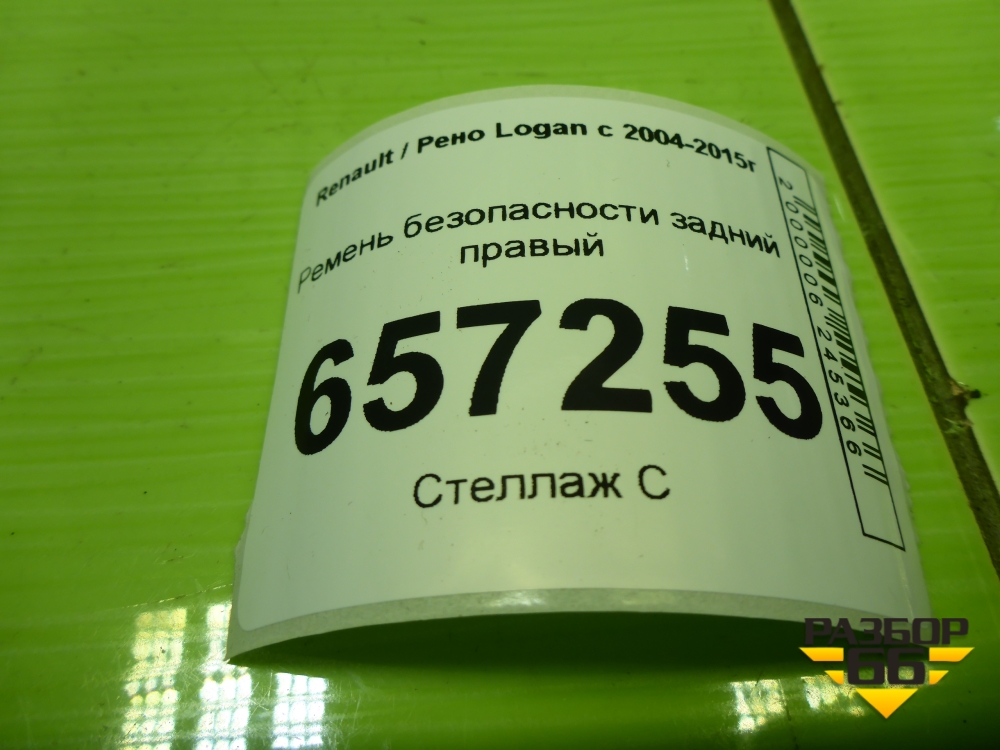 Renault / Рено Logan с 2004-2015г
Ремень безопасности задний
правый
657255
Стеллаж С
2000006245366
РАЗБОР
66